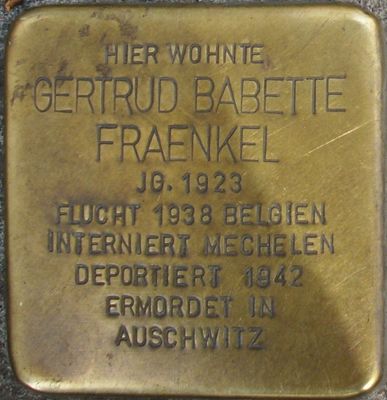 HIER WOHNTE
GERTRUD BABETTE
FRAENKEL
JG. 1923
FLUCHT 1938 BELGIEN
INTERNIERT MECHELEN
DEPORTIERT 1942
ERMORDET IN
AUSCHWITZ